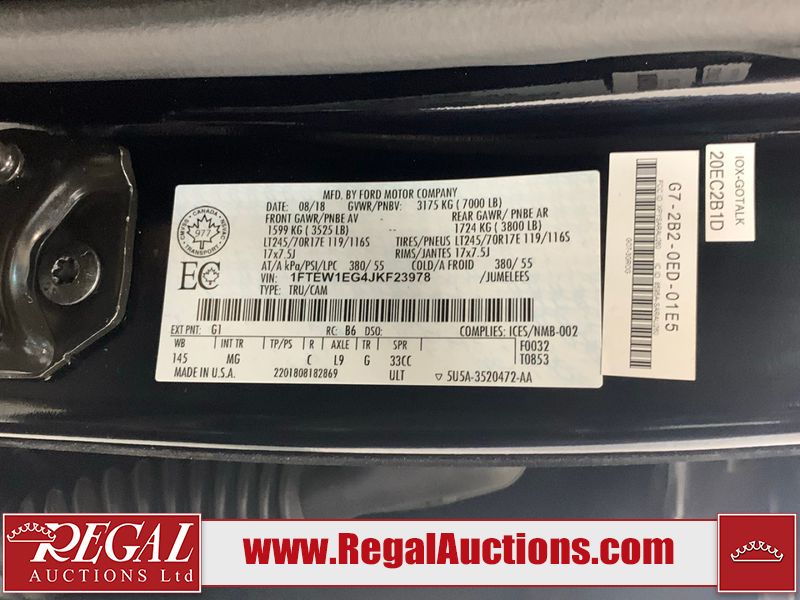 MFD. BY FORD MOTOR COMPANY
DATE: 08/18 GVWR/PNBV: 3175 KG ( 7000 LB)
FRONT GAWR/ PNBE AV REAR GAWR/ PNBE AR
1599 KG ( 3525 LB) 1724 KG ( 3800 LB)
LT245/70R17E 119/116S TIRES/PNEUS LT245/70R17E 119/116S
17x7.5J RIMS/JANTES 17x7.5J
AT/A kPa/PSI/LPC 380/ 55 COLD/A FROID 380/ 55
VIN: 1FTEW1EG4JKF23978 /JUMELEES
TYPE: TRU/CAM
CANADA
977
TRANSPORT
EC
EXT PNT: G1 RC: B6 DSO: COMPLIES: ICES/NMB-002
WB INT TR TP/PS R AXLE TR SPR F0032
145 MG C L9 G 33CC T0853
MADE IN U.S.A. 2201808182869 ULT ▽ 5U5A-3520472-AA
G7-2B2-0ED-01E5
IOX-GOTALK
20EC2B1D
REGAL
AUCTIONS Ltd
www.RegalAuctions.com